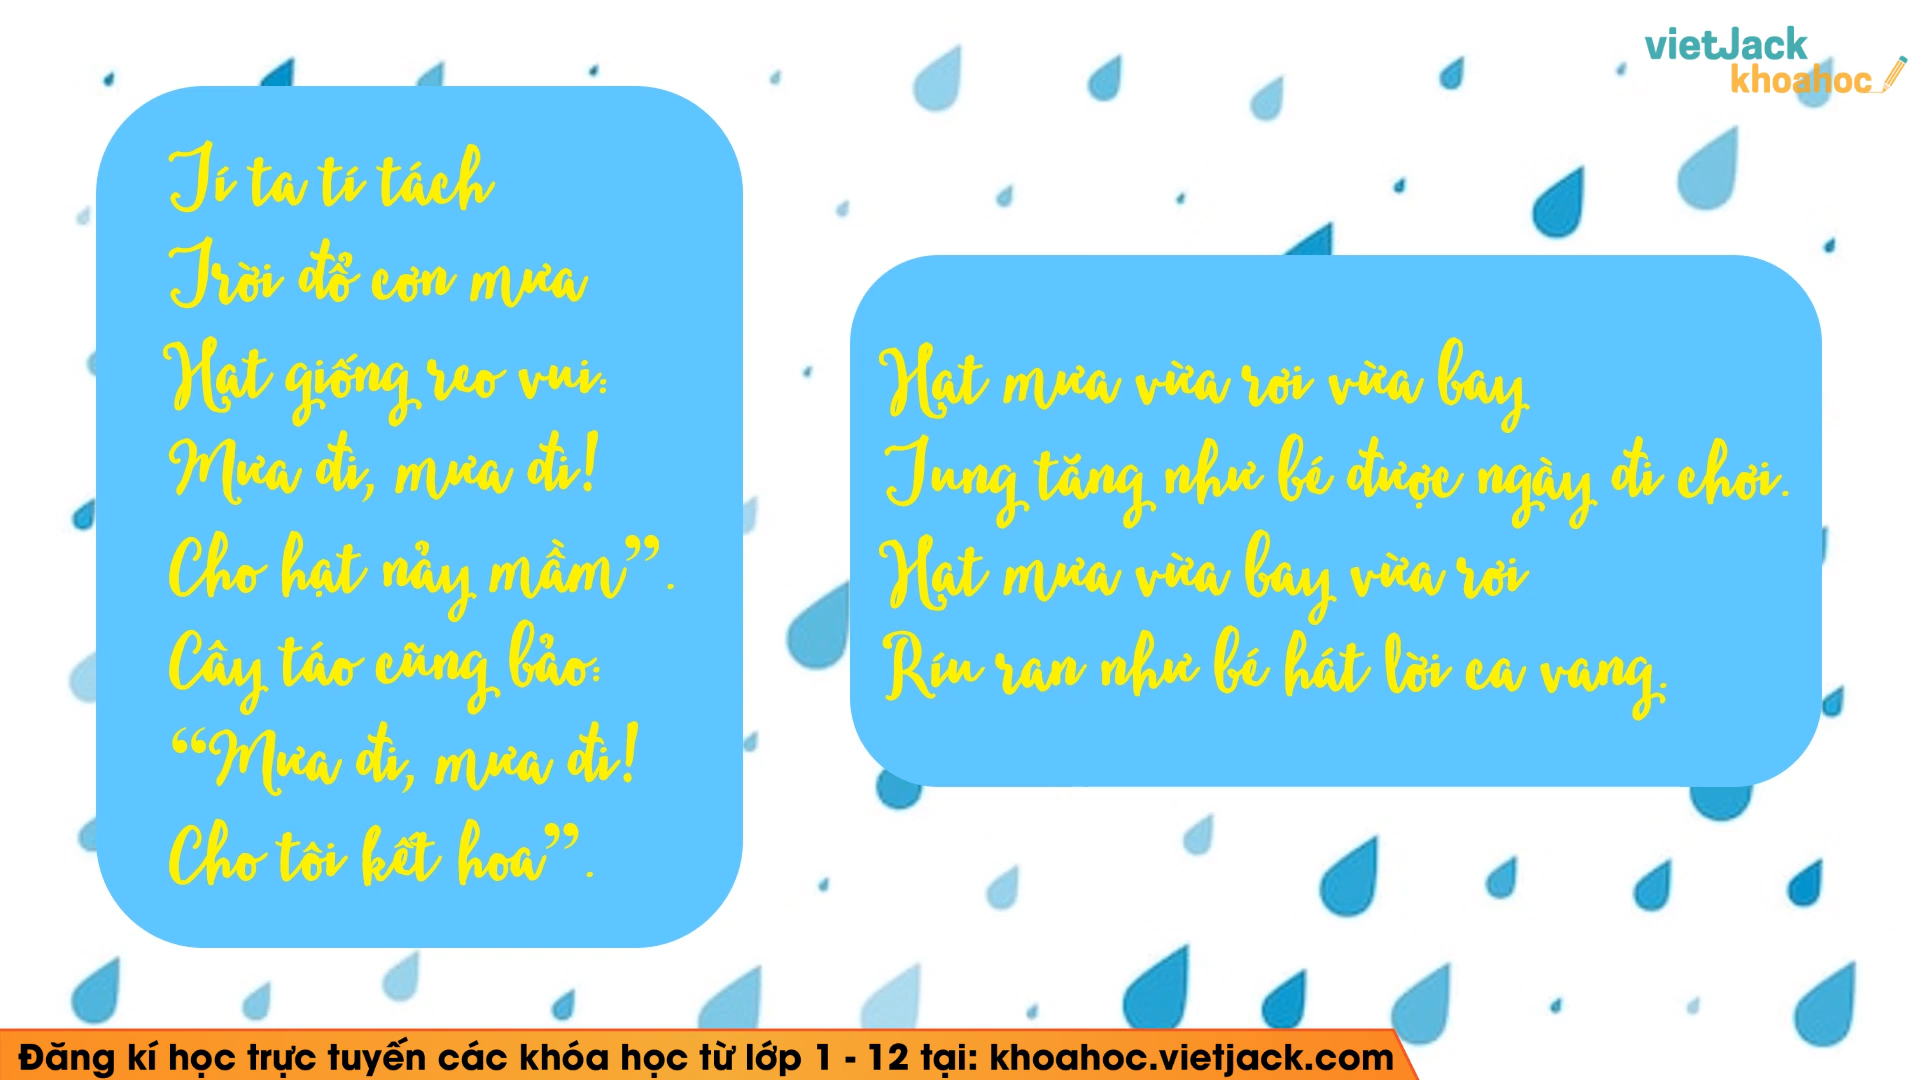 vietJack
khoahoc
Tí ta tí tách
Trời đổ cơn mưa
Hạt giống reo vui:
Mưa đi, mưa đi!
Cho hạt nảy mầm”.
Cây táo cũng bảo:
“Mưa đi, mưa đi!
Cho tôi kết hoa”.
Hạt mưa vừa rơi vừa bay
Tung tăng như bé được ngày đi chơi.
Hạt mưa vừa bay vừa rơi
Ríu ran như bé hát lời ca vang.
Đăng kí học trực tuyến các khóa học từ lớp 1 - 12 tại: khoahoc.vietjack.com